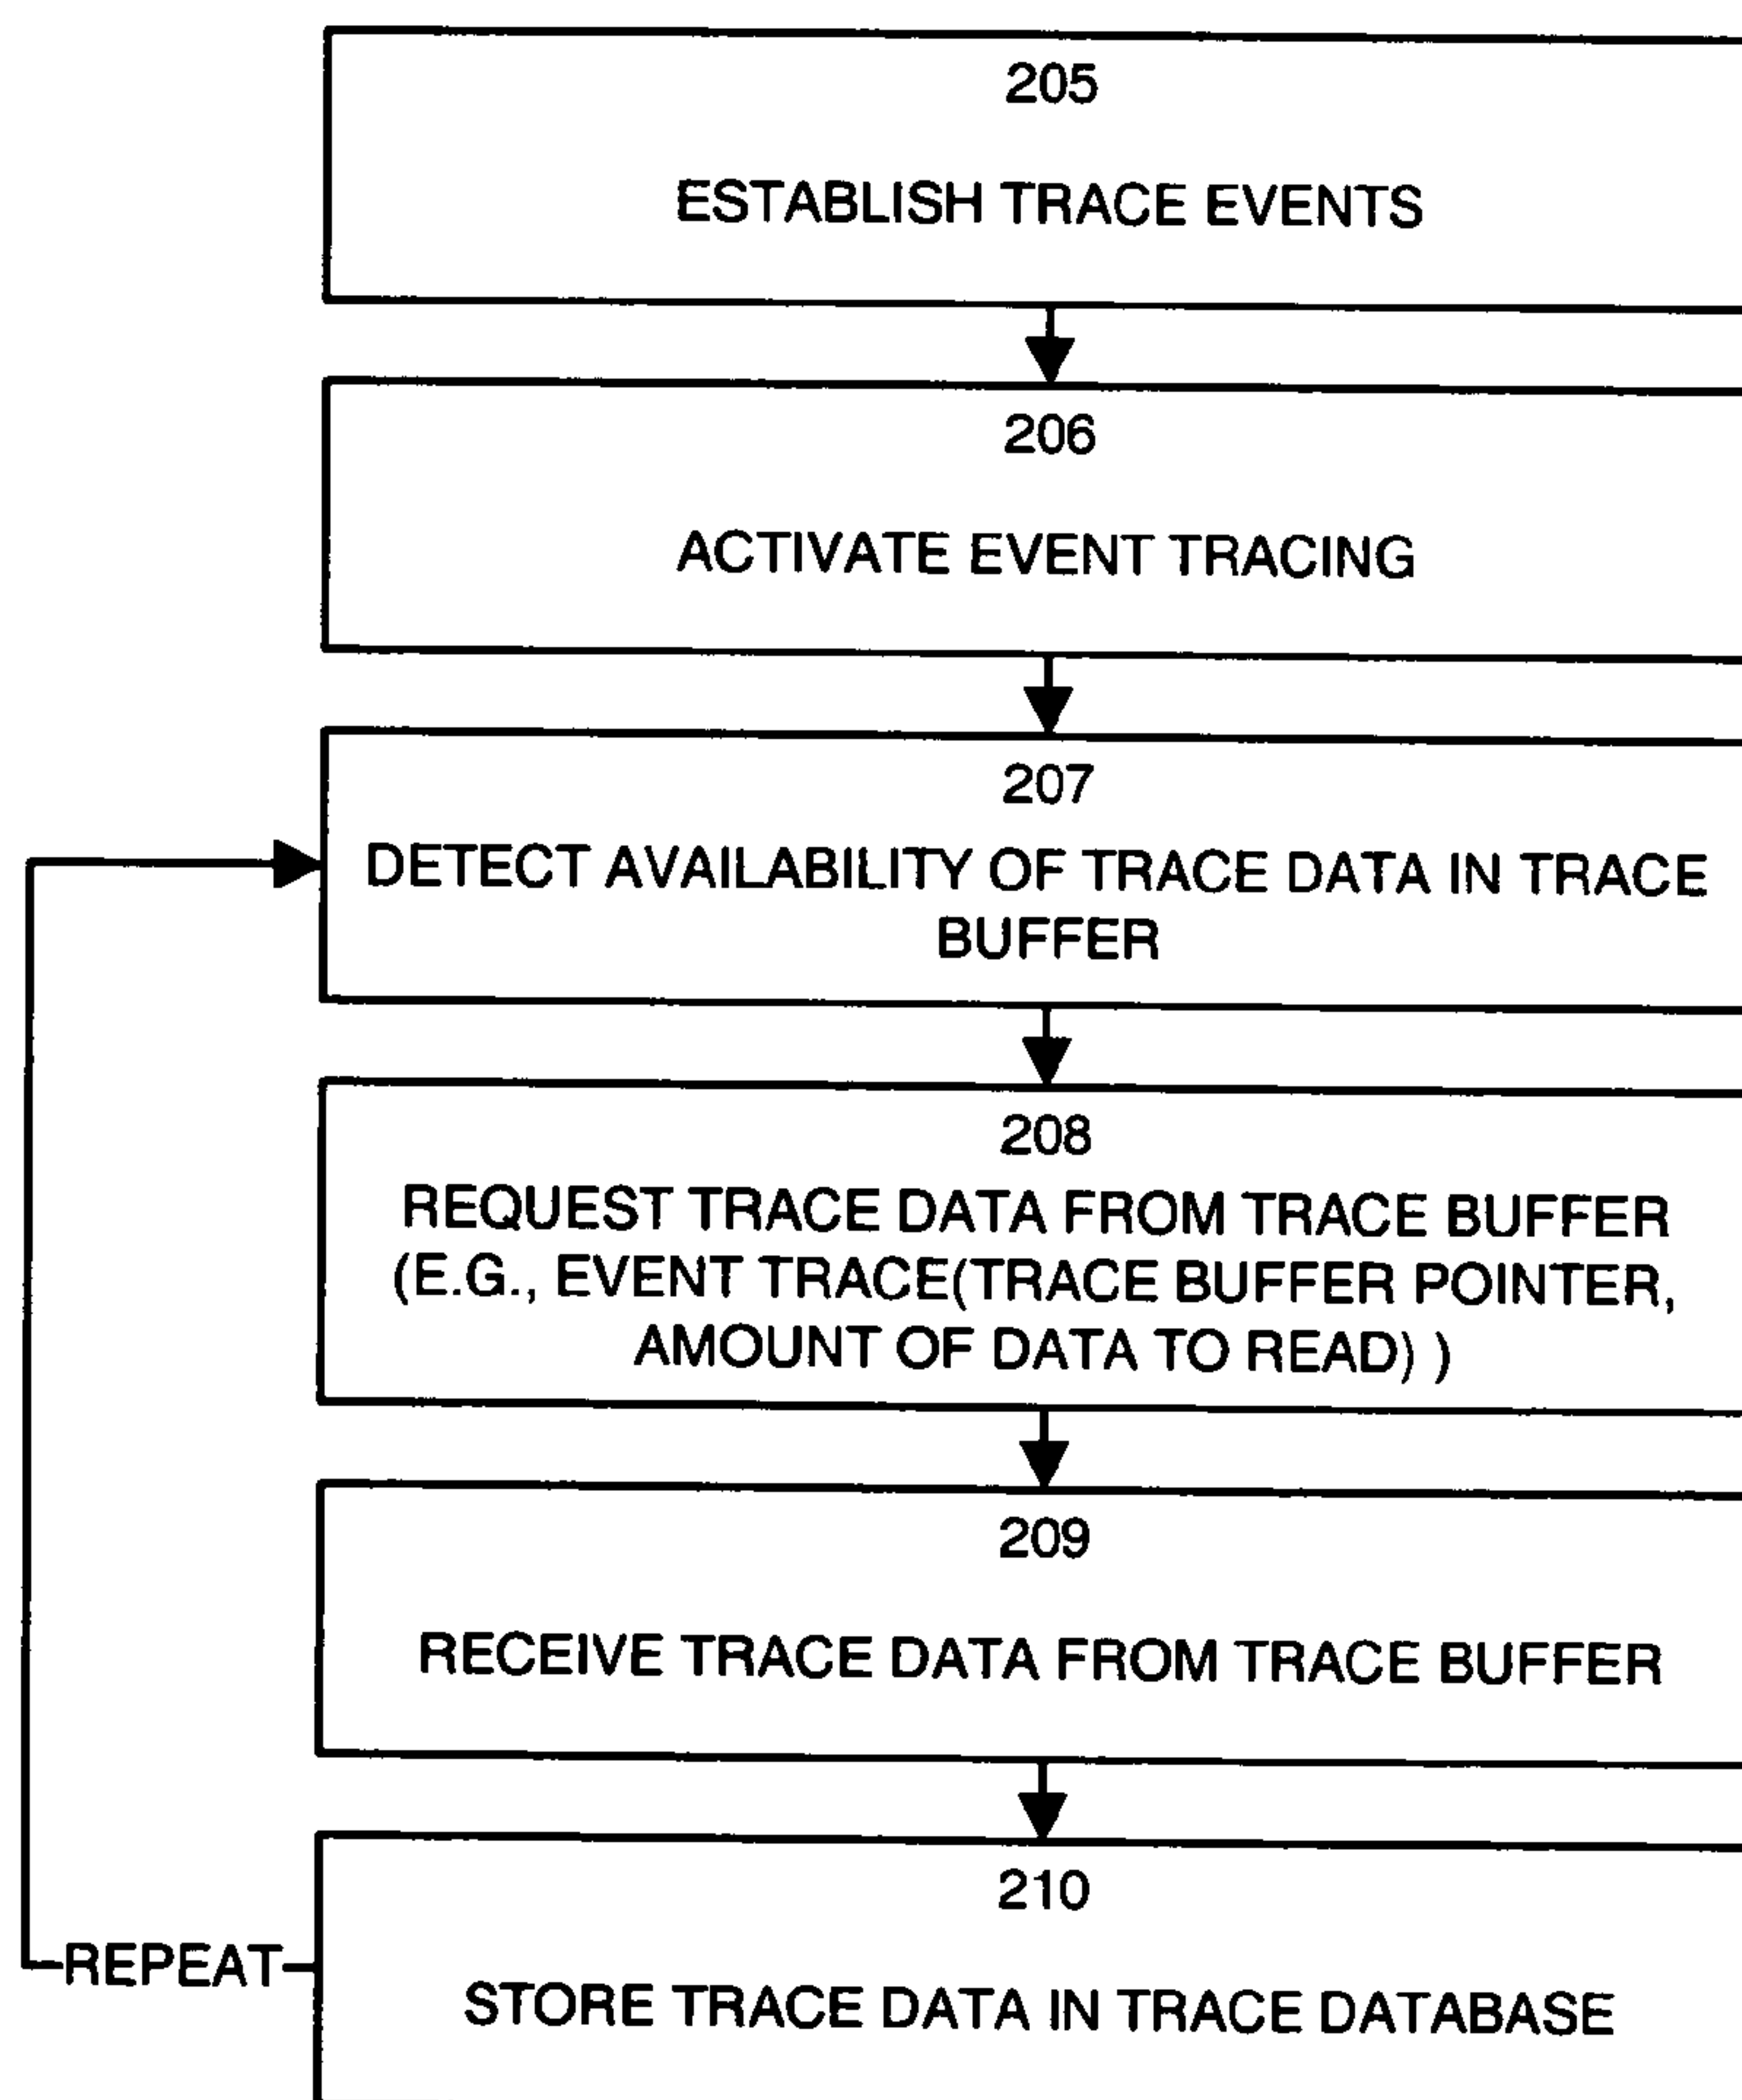 205
ESTABLISH TRACE EVENTS
206
ACTIVATE EVENT TRACING
207
DETECT AVAILABILITY OF TRACE DATA IN TRACE
BUFFER
208
REQUEST TRACE DATA FROM TRACE BUFFER
(E.G., EVENT TRACE(TRACE BUFFER POINTER,
AMOUNT OF DATA TO READ) )
209
RECEIVE TRACE DATA FROM TRACE BUFFER
210
REPEAT
STORE TRACE DATA IN TRACE DATABASE